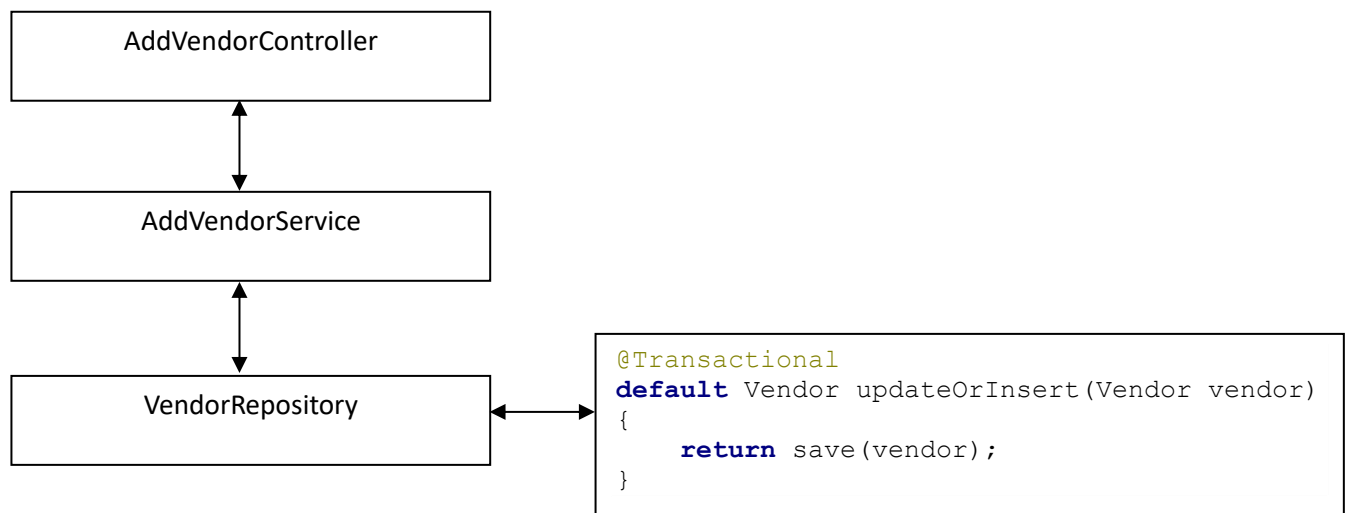 AddVendorController
AddVendorService
VendorRepository
@Transactional
default Vendor updateOrInsert(Vendor vendor)
{
    return save(vendor);
}